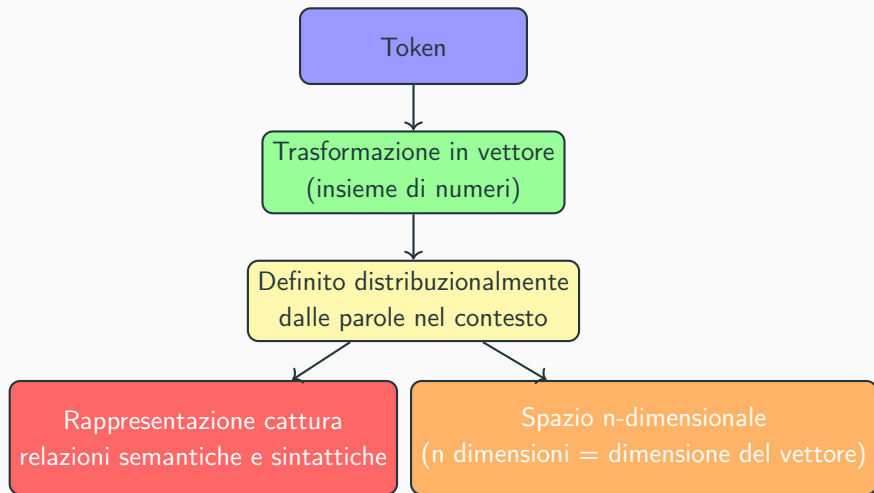 Token
Trasformazione in vettore
(insieme di numeri)
Definito distribuzionalmente
dalle parole nel contesto
Rappresentazione cattura
relazioni semantiche e sintattiche
Spazio n-dimensionale
(n dimensioni = dimensione del vettore)